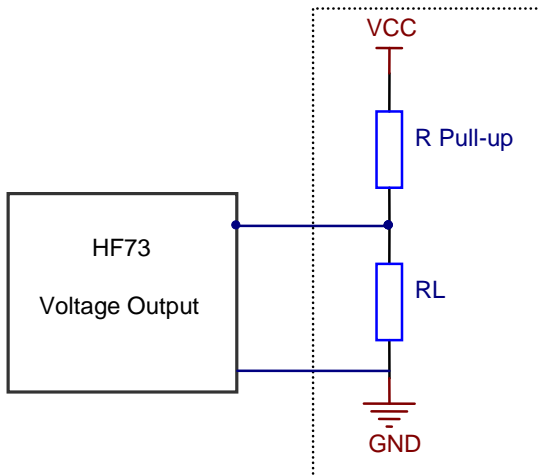 VCC
R Pull-up
HF73
Voltage Output
RL
GND